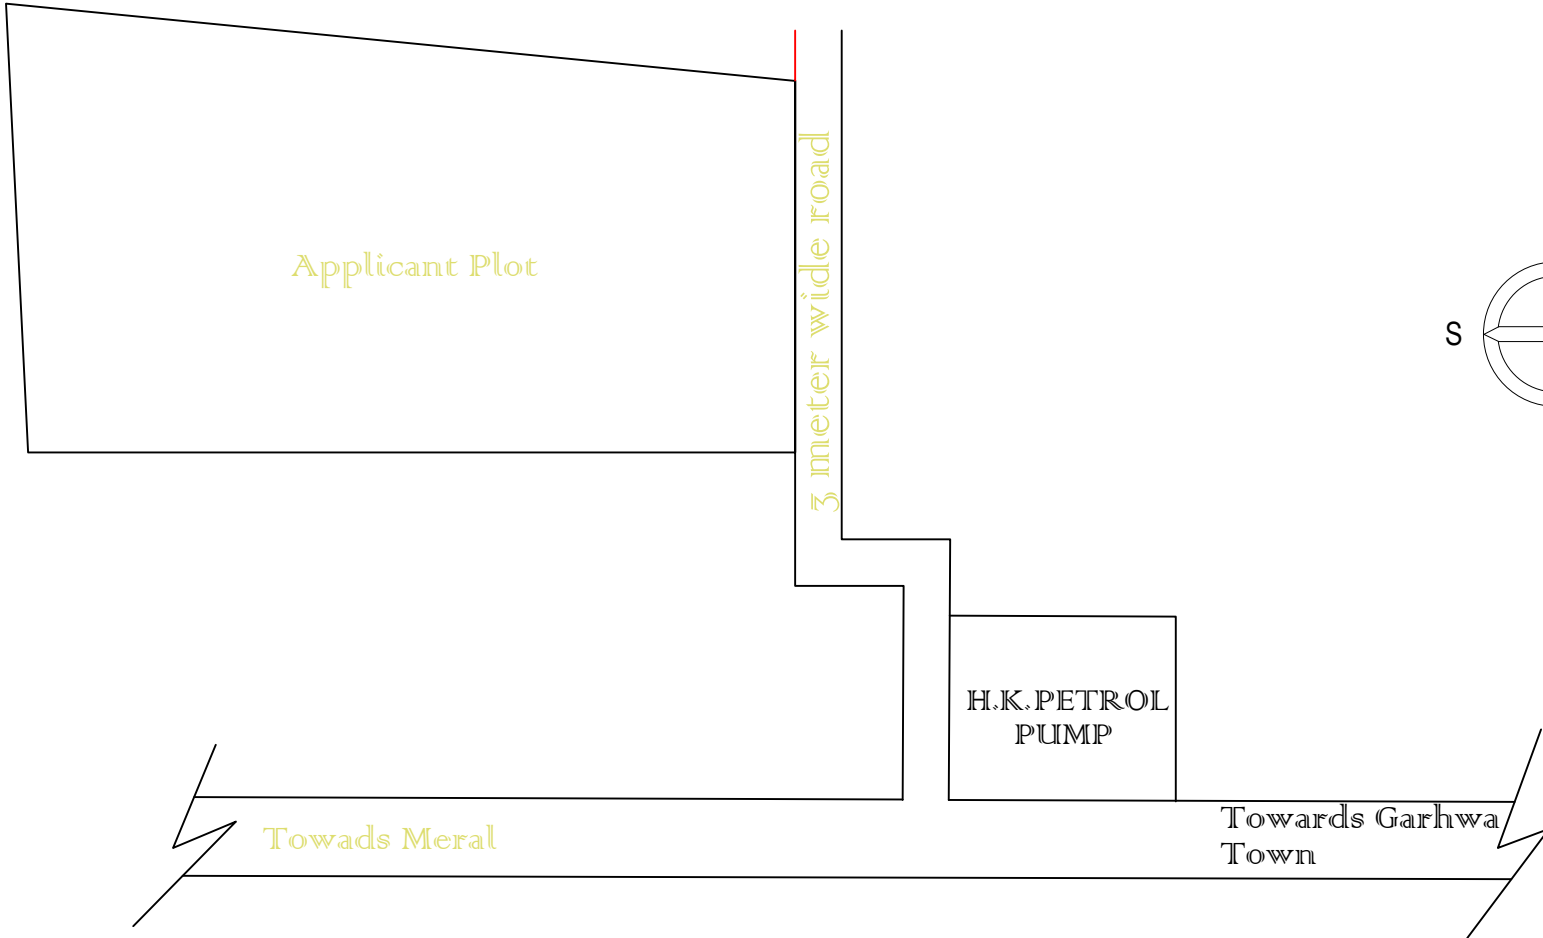 3 meter wide road
Applicant Plot
S
H.K.PETROL
PUMP
Towards Garhwa
Town
Towads Meral